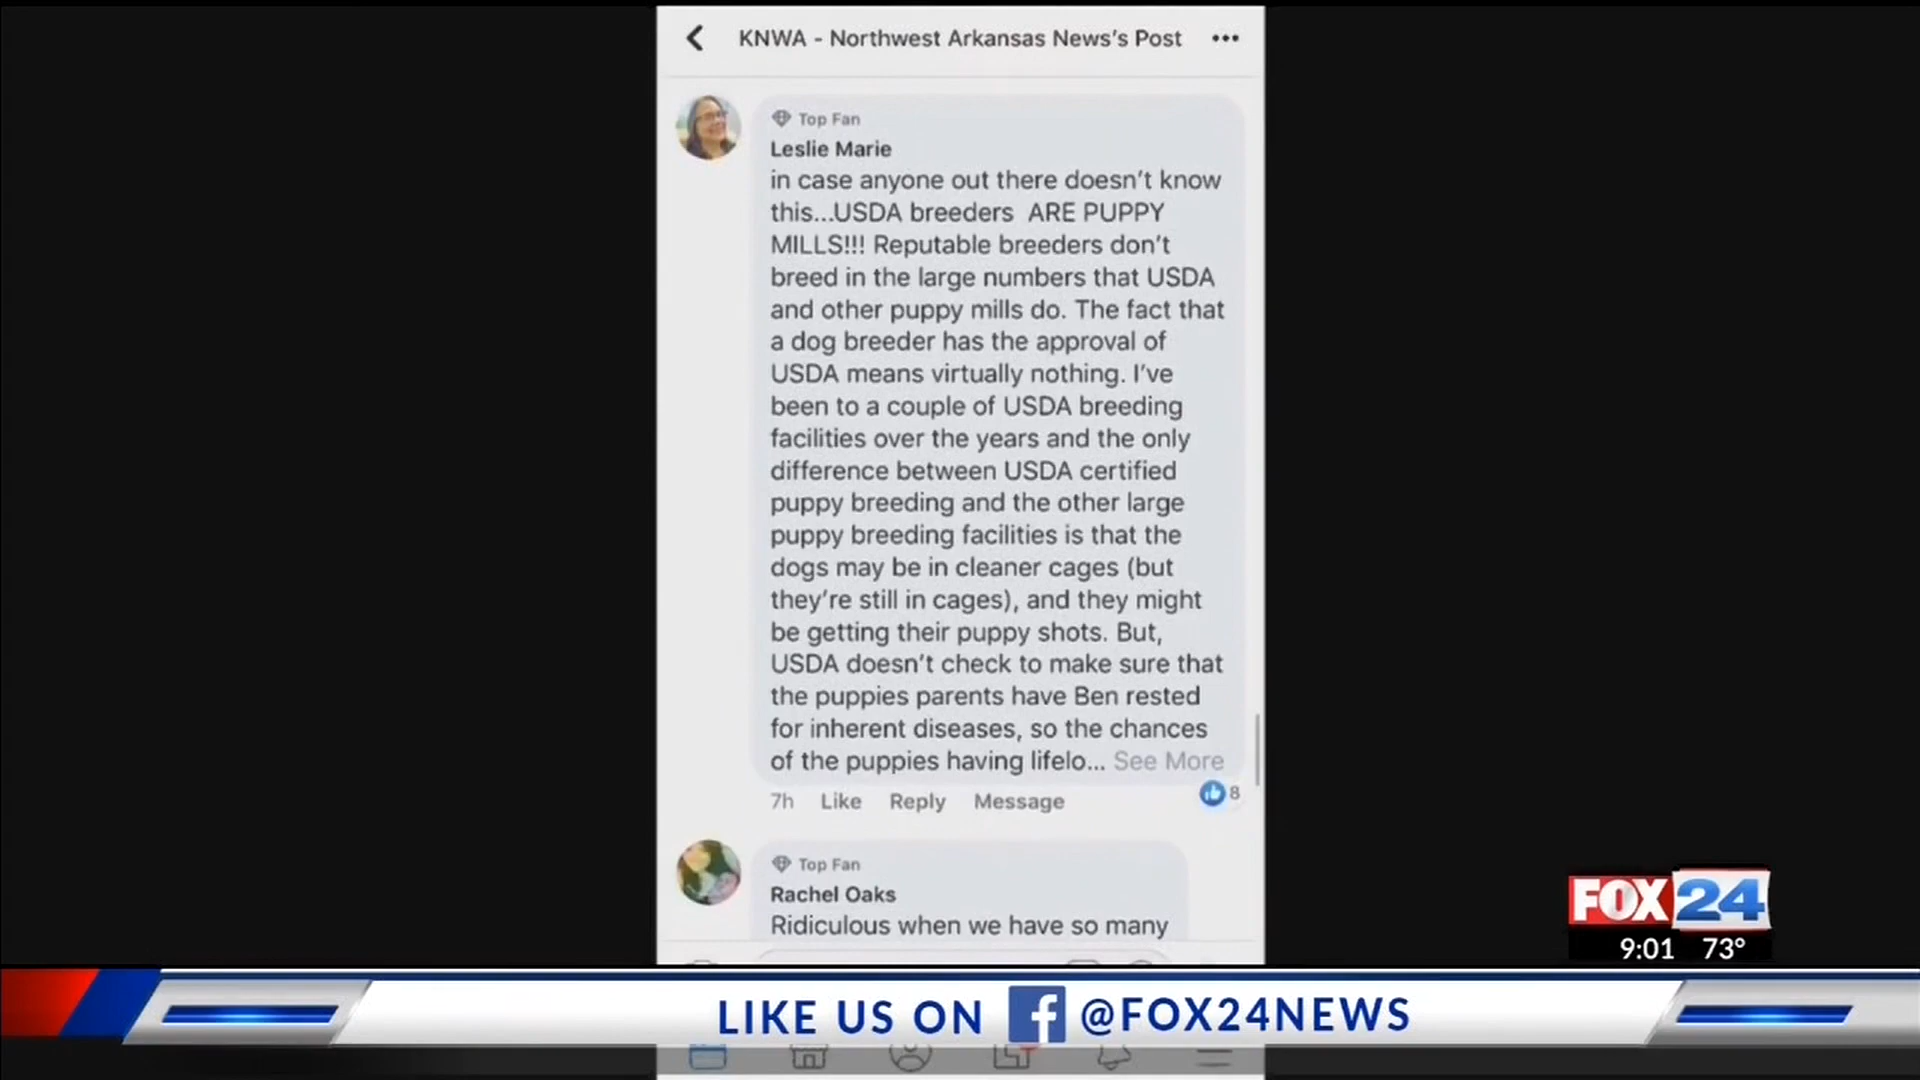 KNWA - Northwest Arkansas News's Post
Top Fan
Leslie Marie
in case anyone out there doesn't know
this...USDA breeders ARE PUPPY
MILLS!!! Reputable breeders don't
breed in the large numbers that USDA
and other puppy mills do. The fact that
a dog breeder has the approval of
USDA means virtually nothing. I've
been to a couple of USDA breeding
facilities over the years and the only
difference between USDA certified
puppy breeding and the other large
puppy breeding facilities is that the
dogs may be in cleaner cages (but
they're still in cages), and they might
be getting their puppy shots. But,
USDA doesn't check to make sure that
the puppies parents have Ben rested
for inherent diseases, so the chances
of the puppies having lifelo... See More
7h Like Reply Message 8
Top Fan
Rachel Oaks
Ridiculous when we have so many
FOX 24
9:01 73°
LIKE US ON f @FOX24NEWS